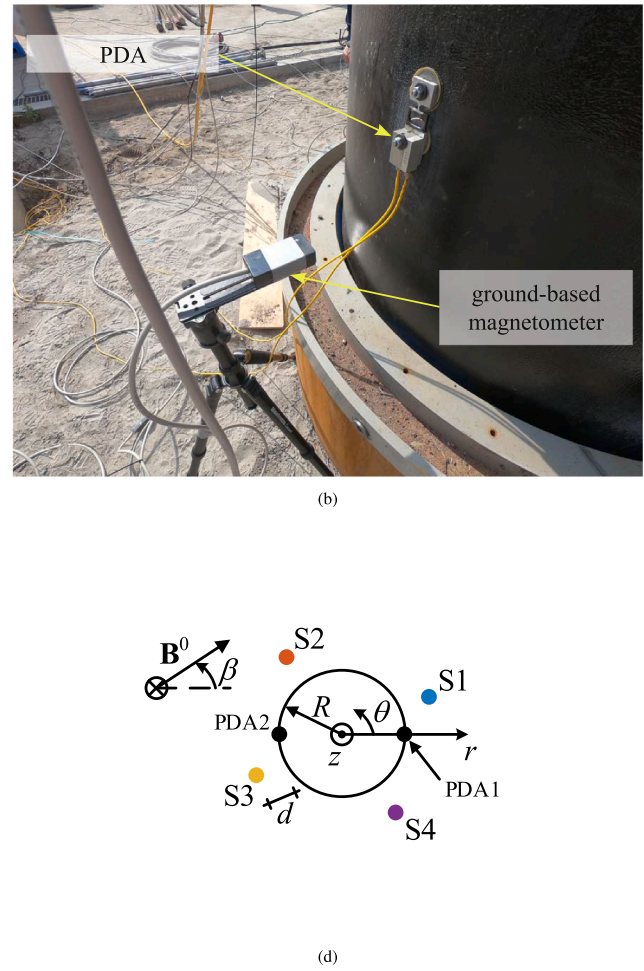 PDA
ground-based
magnetometer
(b)
B⁰
β
S2
S1
R
θ
PDA2
z
r
PDA1
S3
d
S4
(d)